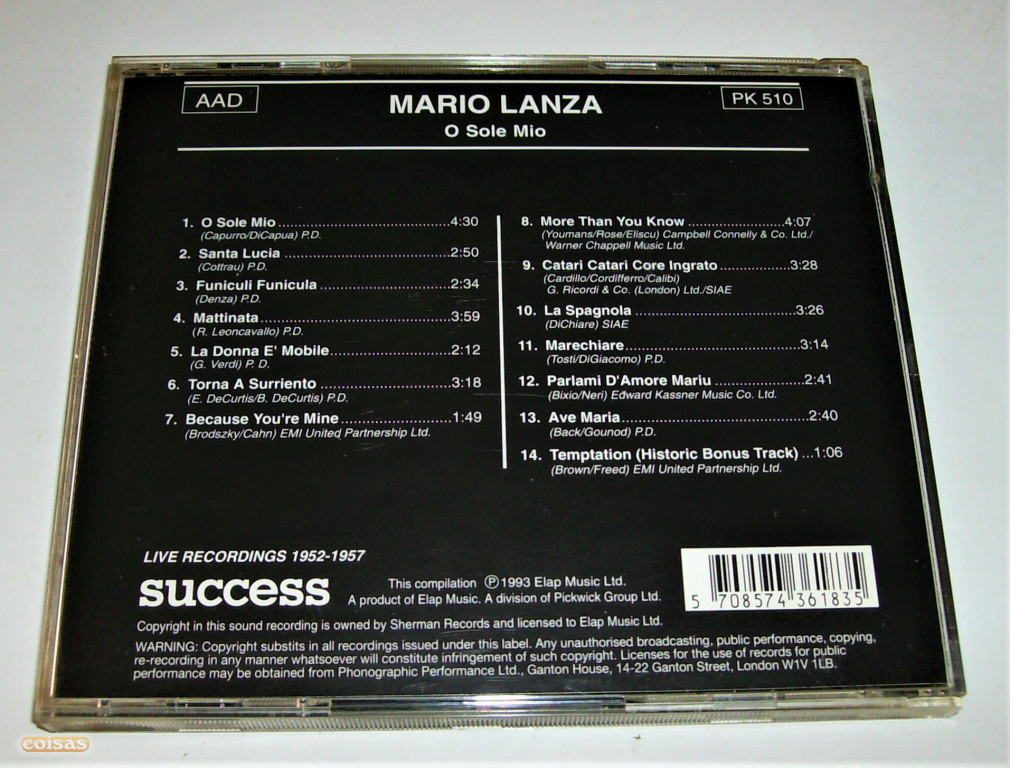 AAD
MARIO LANZA
PK 510
O Sole Mio
1. O Sole Mio..............................4:30
(Capurro/DiCapua) P.D.
2. Santa Lucia ..............................2:50
(Cottrau) P.D.
3. Funiculi Funicula ........................2:34
(Denza) P.D.
4. Mattinata..................................3:59
(R. Leoncavallo) P.D.
5. La Donna E' Mobile.....................2:12
(G. Verdi) P. D.
6. Torna A Surriento .......................3:18
(E. DeCurtis/B. DeCurtis) P.D.
7. Because You're Mine...................1:49
(Brodszky/Cahn) EMI United Partnership Ltd.
8. More Than You Know .................4:07
(Youmans/Rose/Eliscu) Campbell Connelly & Co. Ltd./
Warner Chappell Music Ltd.
9. Catari Catari Core Ingrato.............3:28
(Cardillo/Cordifferro/Calibi)
G. Ricordi & Co. (London) Ltd./SIAE
10. La Spagnola .............................3:26
(DiChiare) SIAE
11. Marechiare...............................3:14
(Tosti/DiGiacomo) P.D.
12. Parlami D'Amore Mariu ................2:41
(Bixio/Neri) Edward Kassner Music Co. Ltd.
13. Ave Maria.................................2:40
(Back/Gounod) P.D.
14. Temptation (Historic Bonus Track) ...1:06
(Brown/Freed) EMI United Partnership Ltd.
LIVE RECORDINGS 1952-1957
success
This compilation ℗1993 Elap Music Ltd.
A product of Elap Music. A division of Pickwick Group Ltd.
5 708574 361835
Copyright in this sound recording is owned by Sherman Records and licensed to Elap Music Ltd.
WARNING: Copyright substits in all recordings issued under this label. Any unauthorised broadcasting, public performance, copying,
re-recording in any manner whatsoever will constitute infringement of such copyright. Licenses for the use of records for public
performance may be obtained from Phonographic Performance Ltd., Ganton House, 14-22 Ganton Street, London W1V 1LB.
coisas